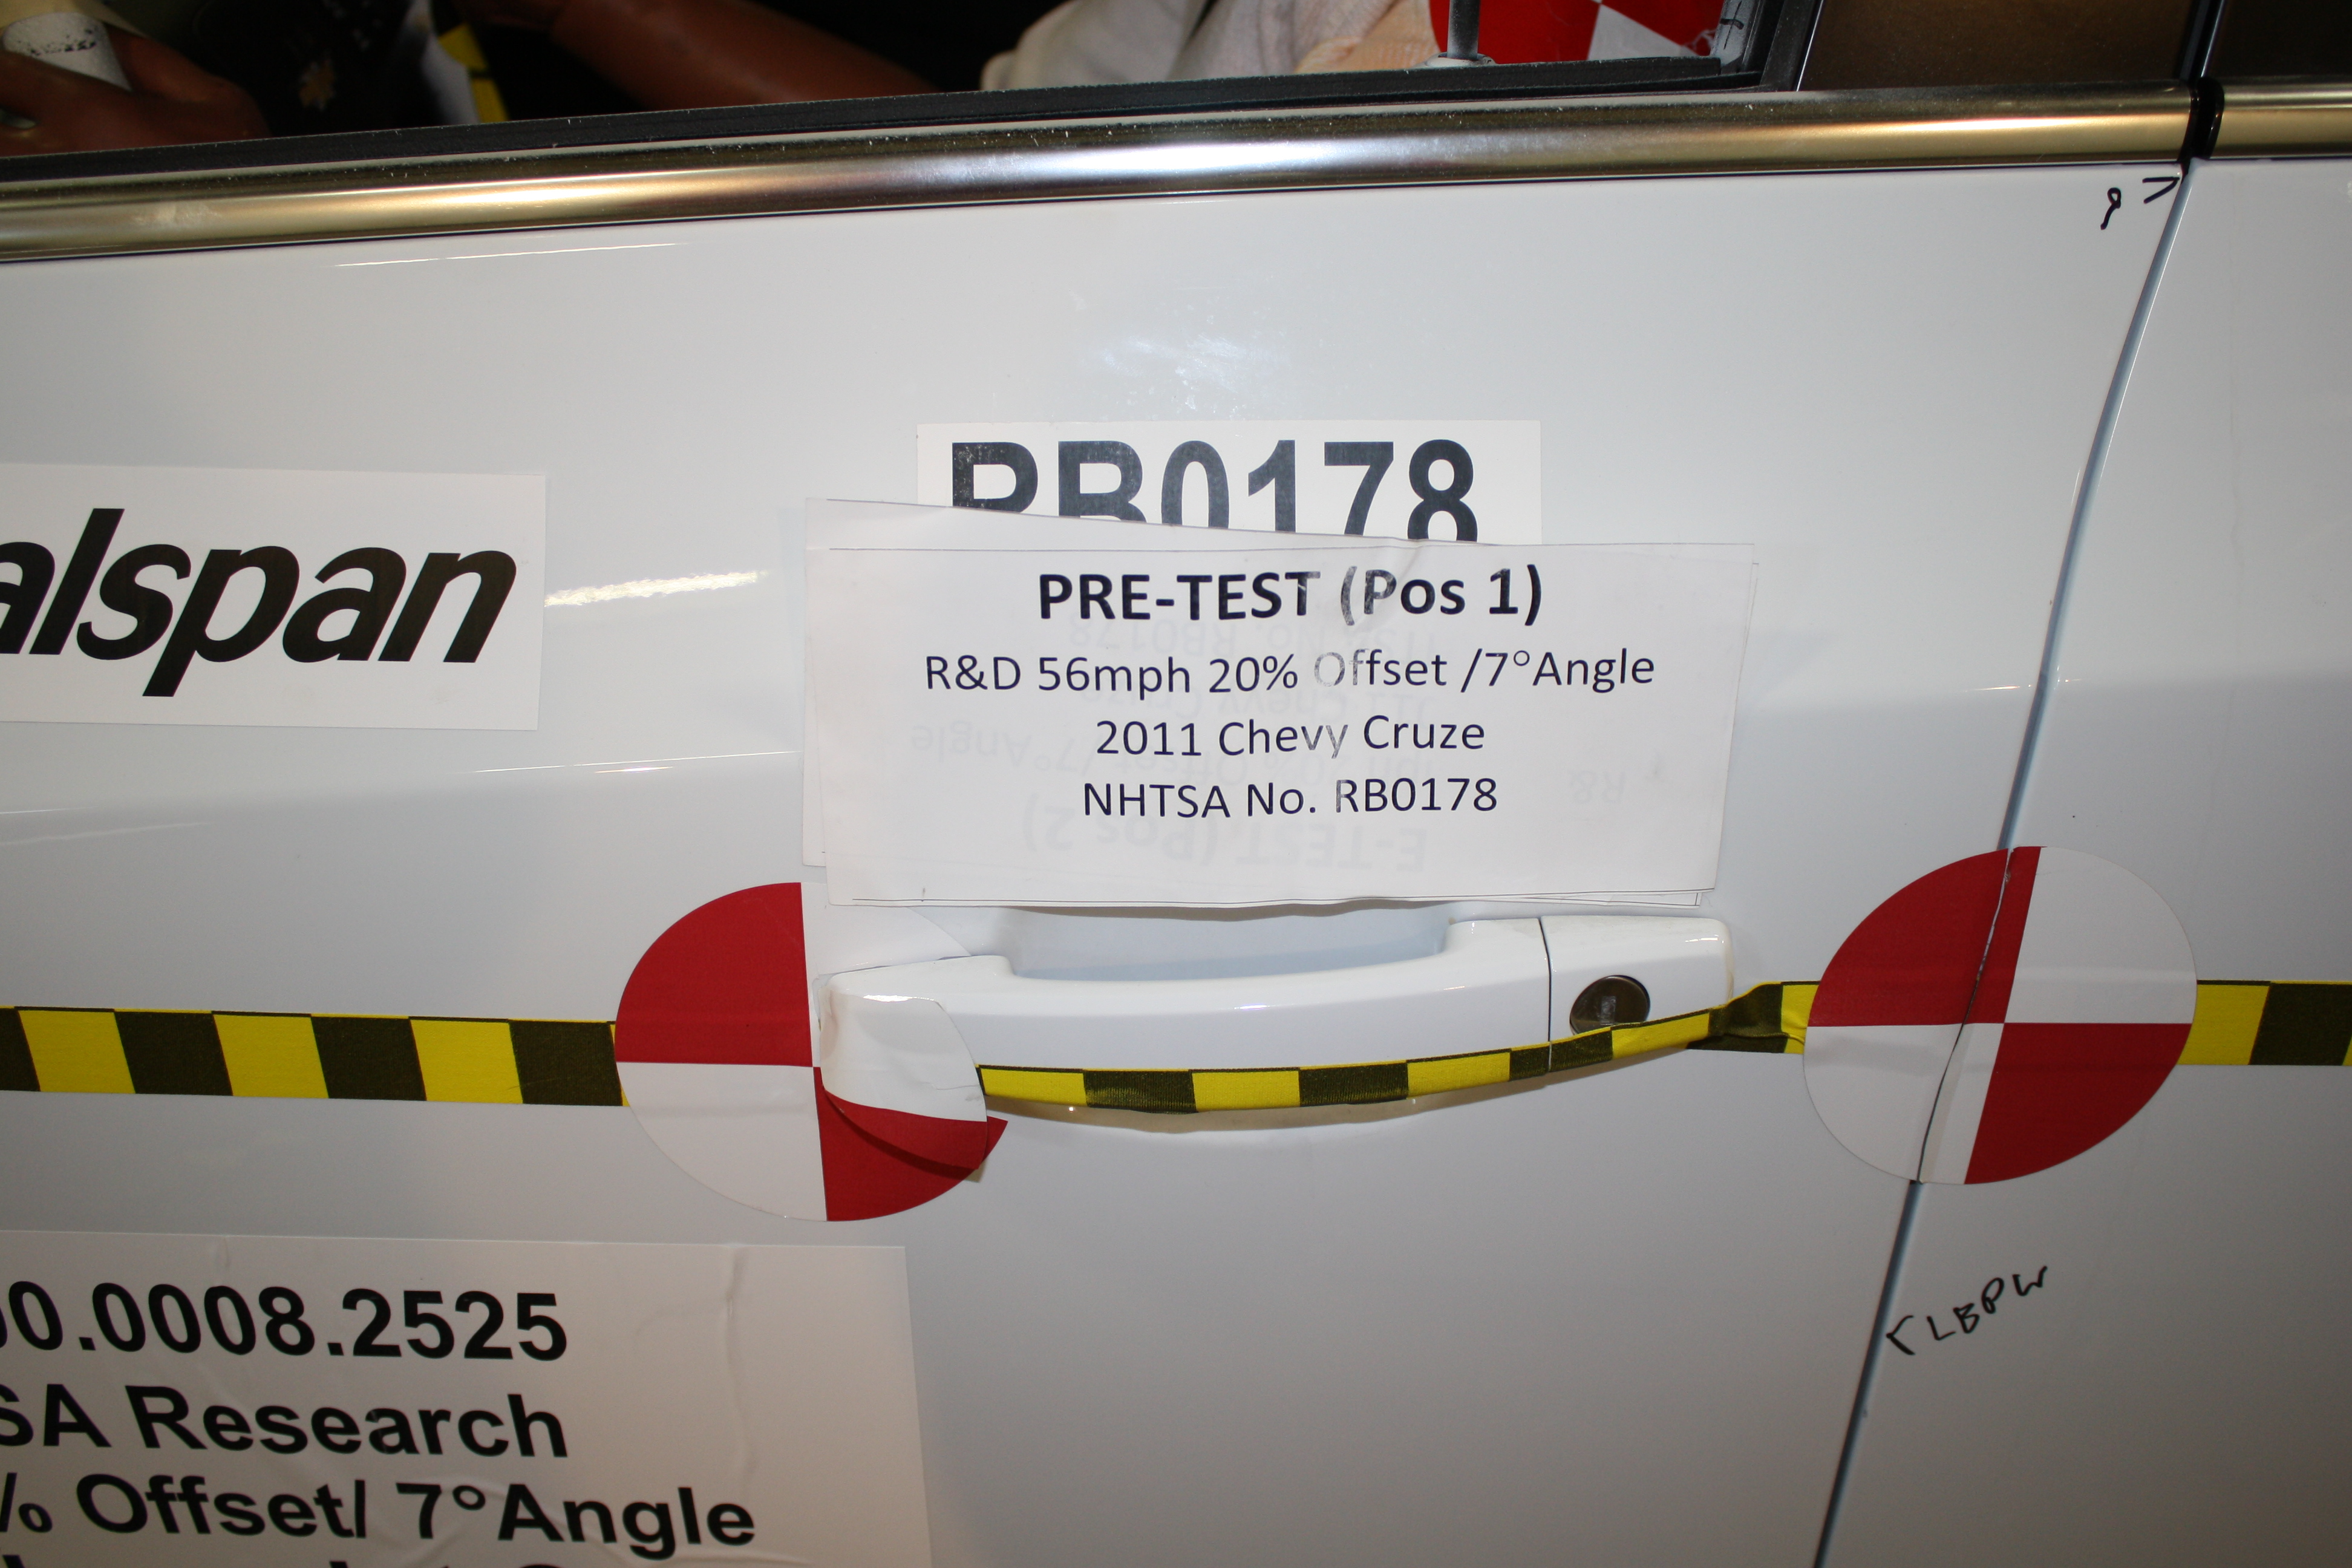 RB0178
alspan
PRE-TEST (Pos 1)
R&D 56mph 20% Offset /7°Angle
2011 Chevy Cruze
NHTSA No. RB0178
0.0008.2525
SA Research
% Offset/ 7°Angle
<LBPW